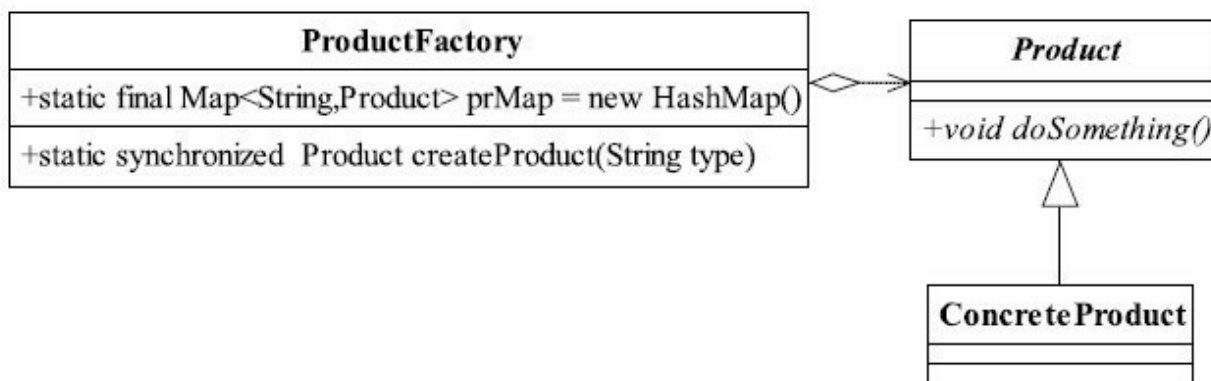 ProductFactory
+static final Map<String,Product> prMap = new HashMap()
+static synchronized Product createProduct(String type)
Product
+void doSomething()
ConcreteProduct